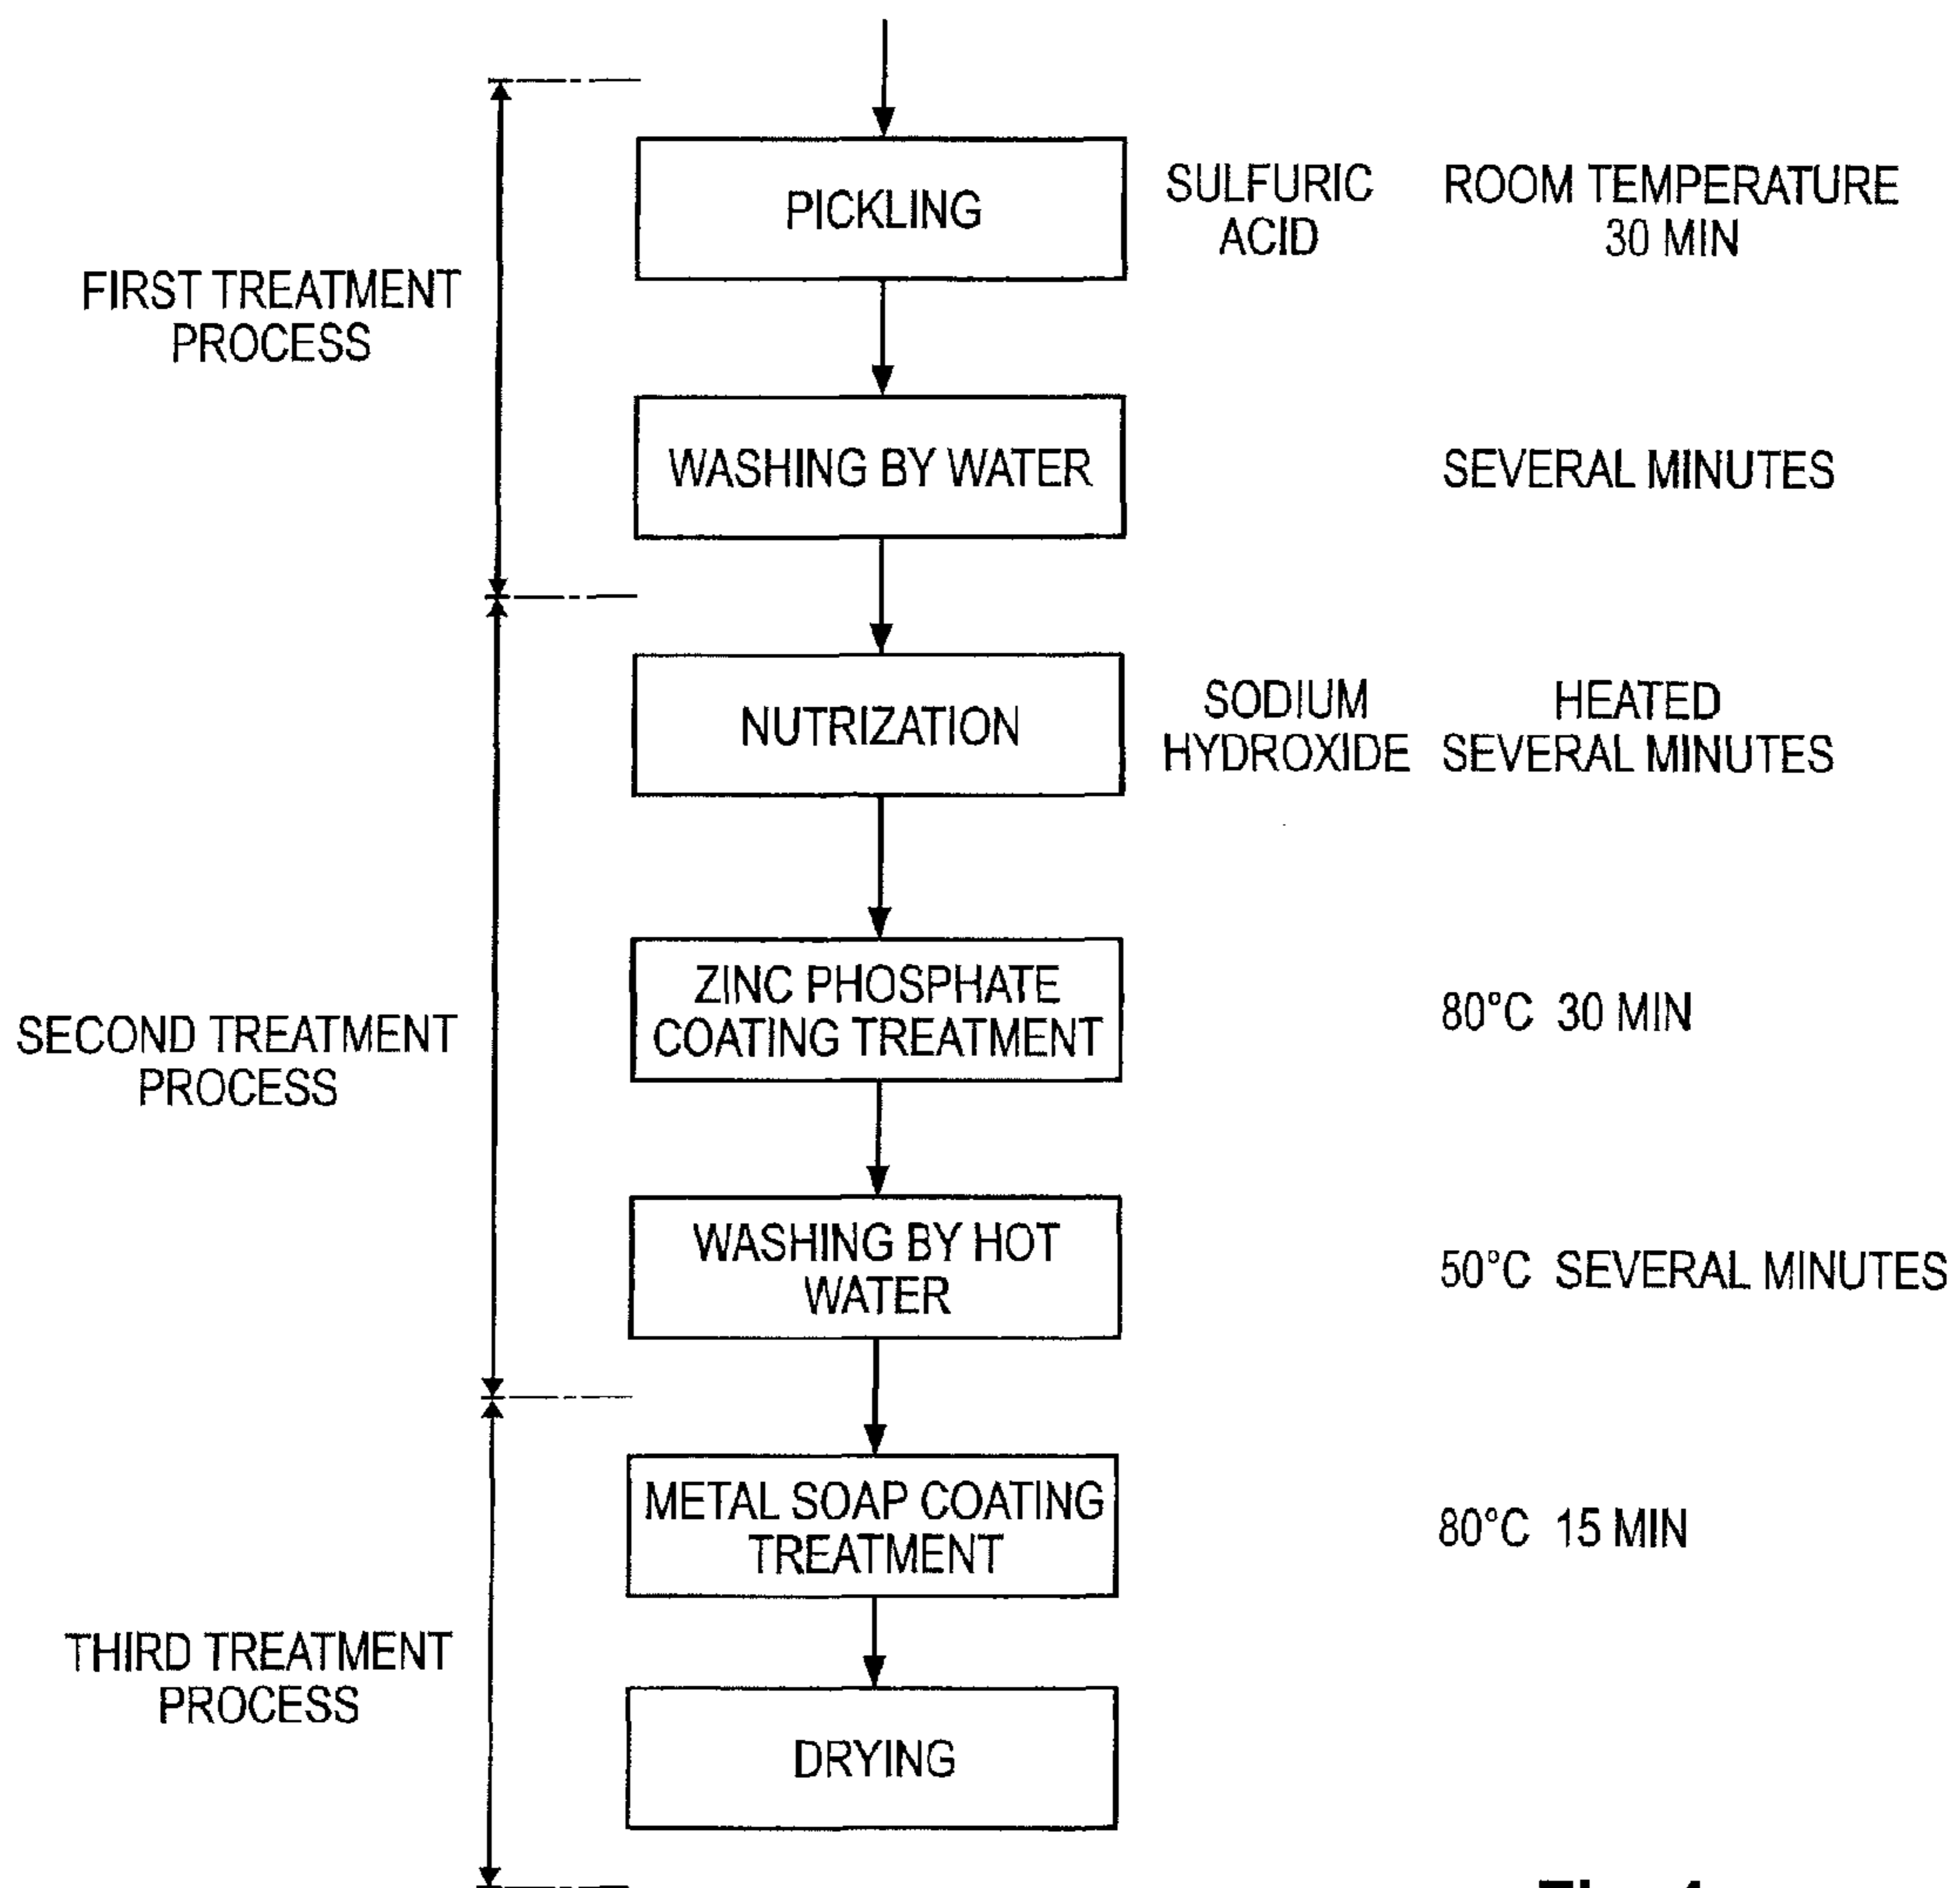 PICKLING
SULFURIC
ACID
ROOM TEMPERATURE
30 MIN
FIRST TREATMENT
PROCESS
WASHING BY WATER
SEVERAL MINUTES
NUTRIZATION
SODIUM
HYDROXIDE
HEATED
SEVERAL MINUTES
ZINC PHOSPHATE
COATING TREATMENT
80°C 30 MIN
SECOND TREATMENT
PROCESS
WASHING BY HOT
WATER
50°C SEVERAL MINUTES
METAL SOAP COATING
TREATMENT
80°C 15 MIN
THIRD TREATMENT
PROCESS
DRYING